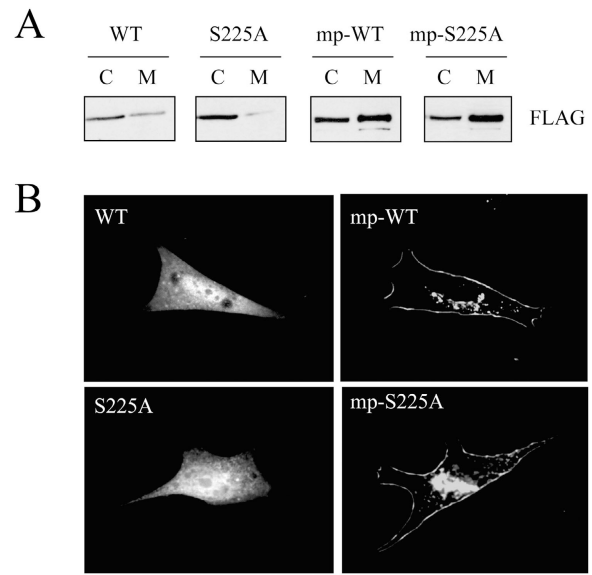 A
WT S225A mp-WT mp-S225A
C M C M C M C M
FLAG
B
WT mp-WT
S225A mp-S225A